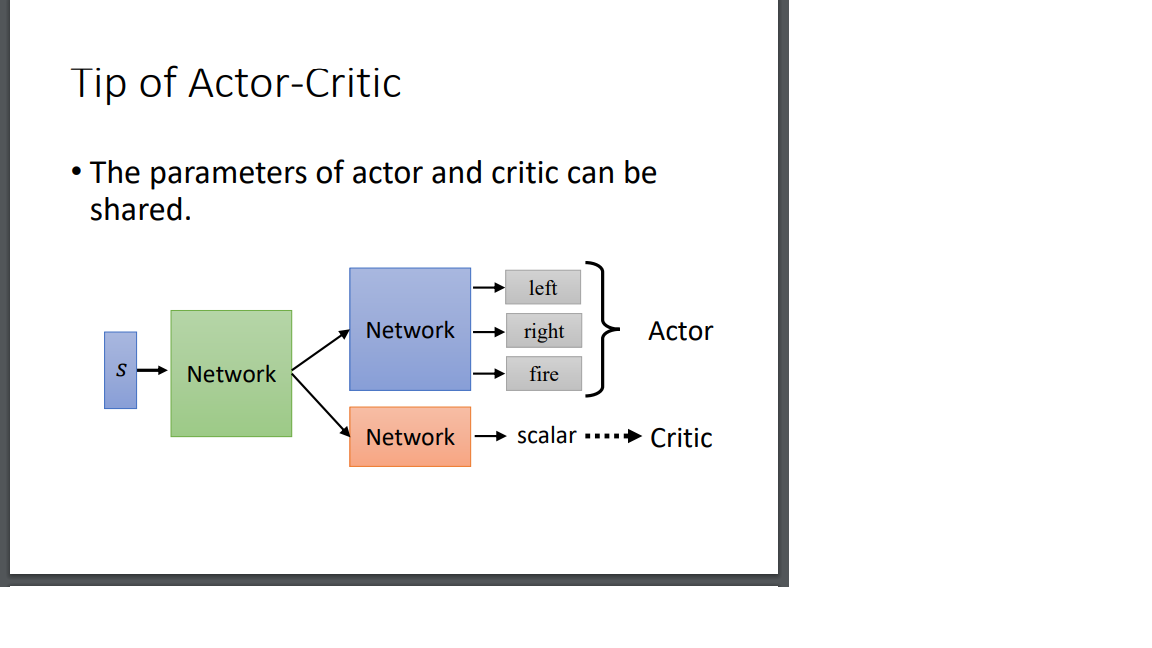 Tip of Actor-Critic
• The parameters of actor and critic can be
shared.
s
Network
Network
left
right
fire
Actor
Network
scalar
Critic